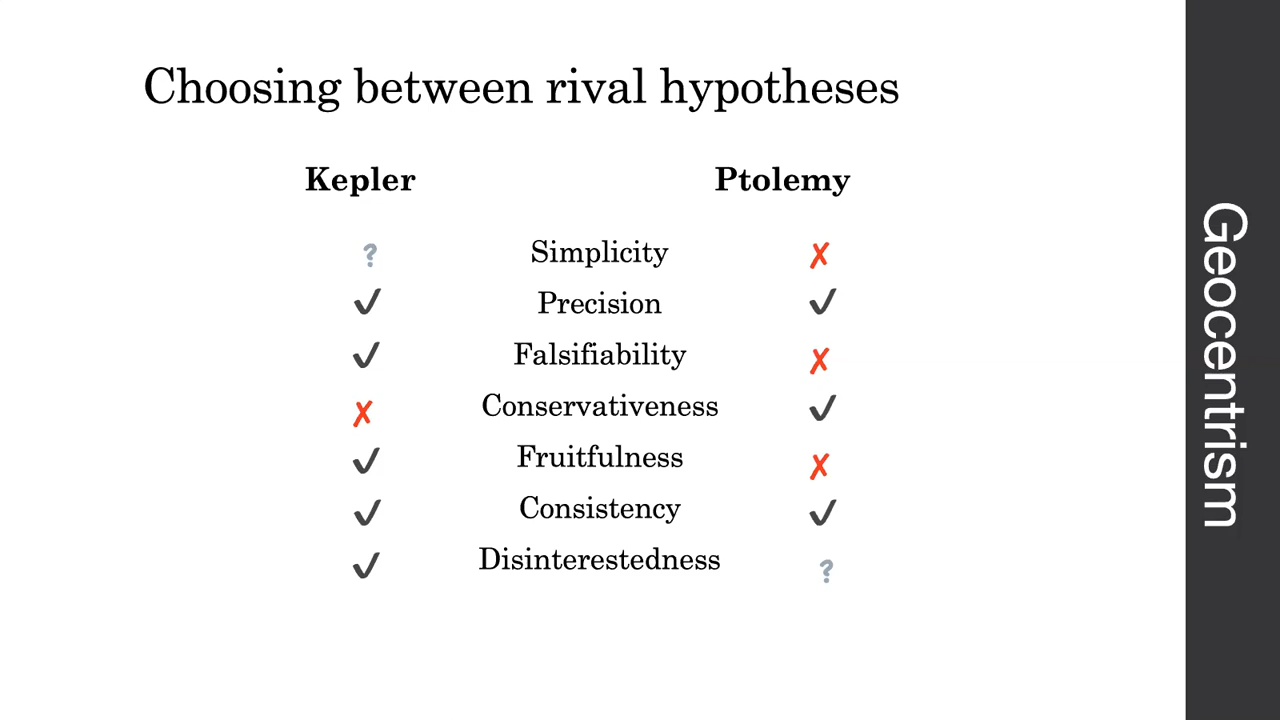 Choosing between rival hypotheses
Kepler Ptolemy
? Simplicity ✗
✔ Precision ✔
✔ Falsifiability ✗
✗ Conservativeness ✔
✔ Fruitfulness ✗
✔ Consistency ✔
✔ Disinterestedness ?
Geocentrism